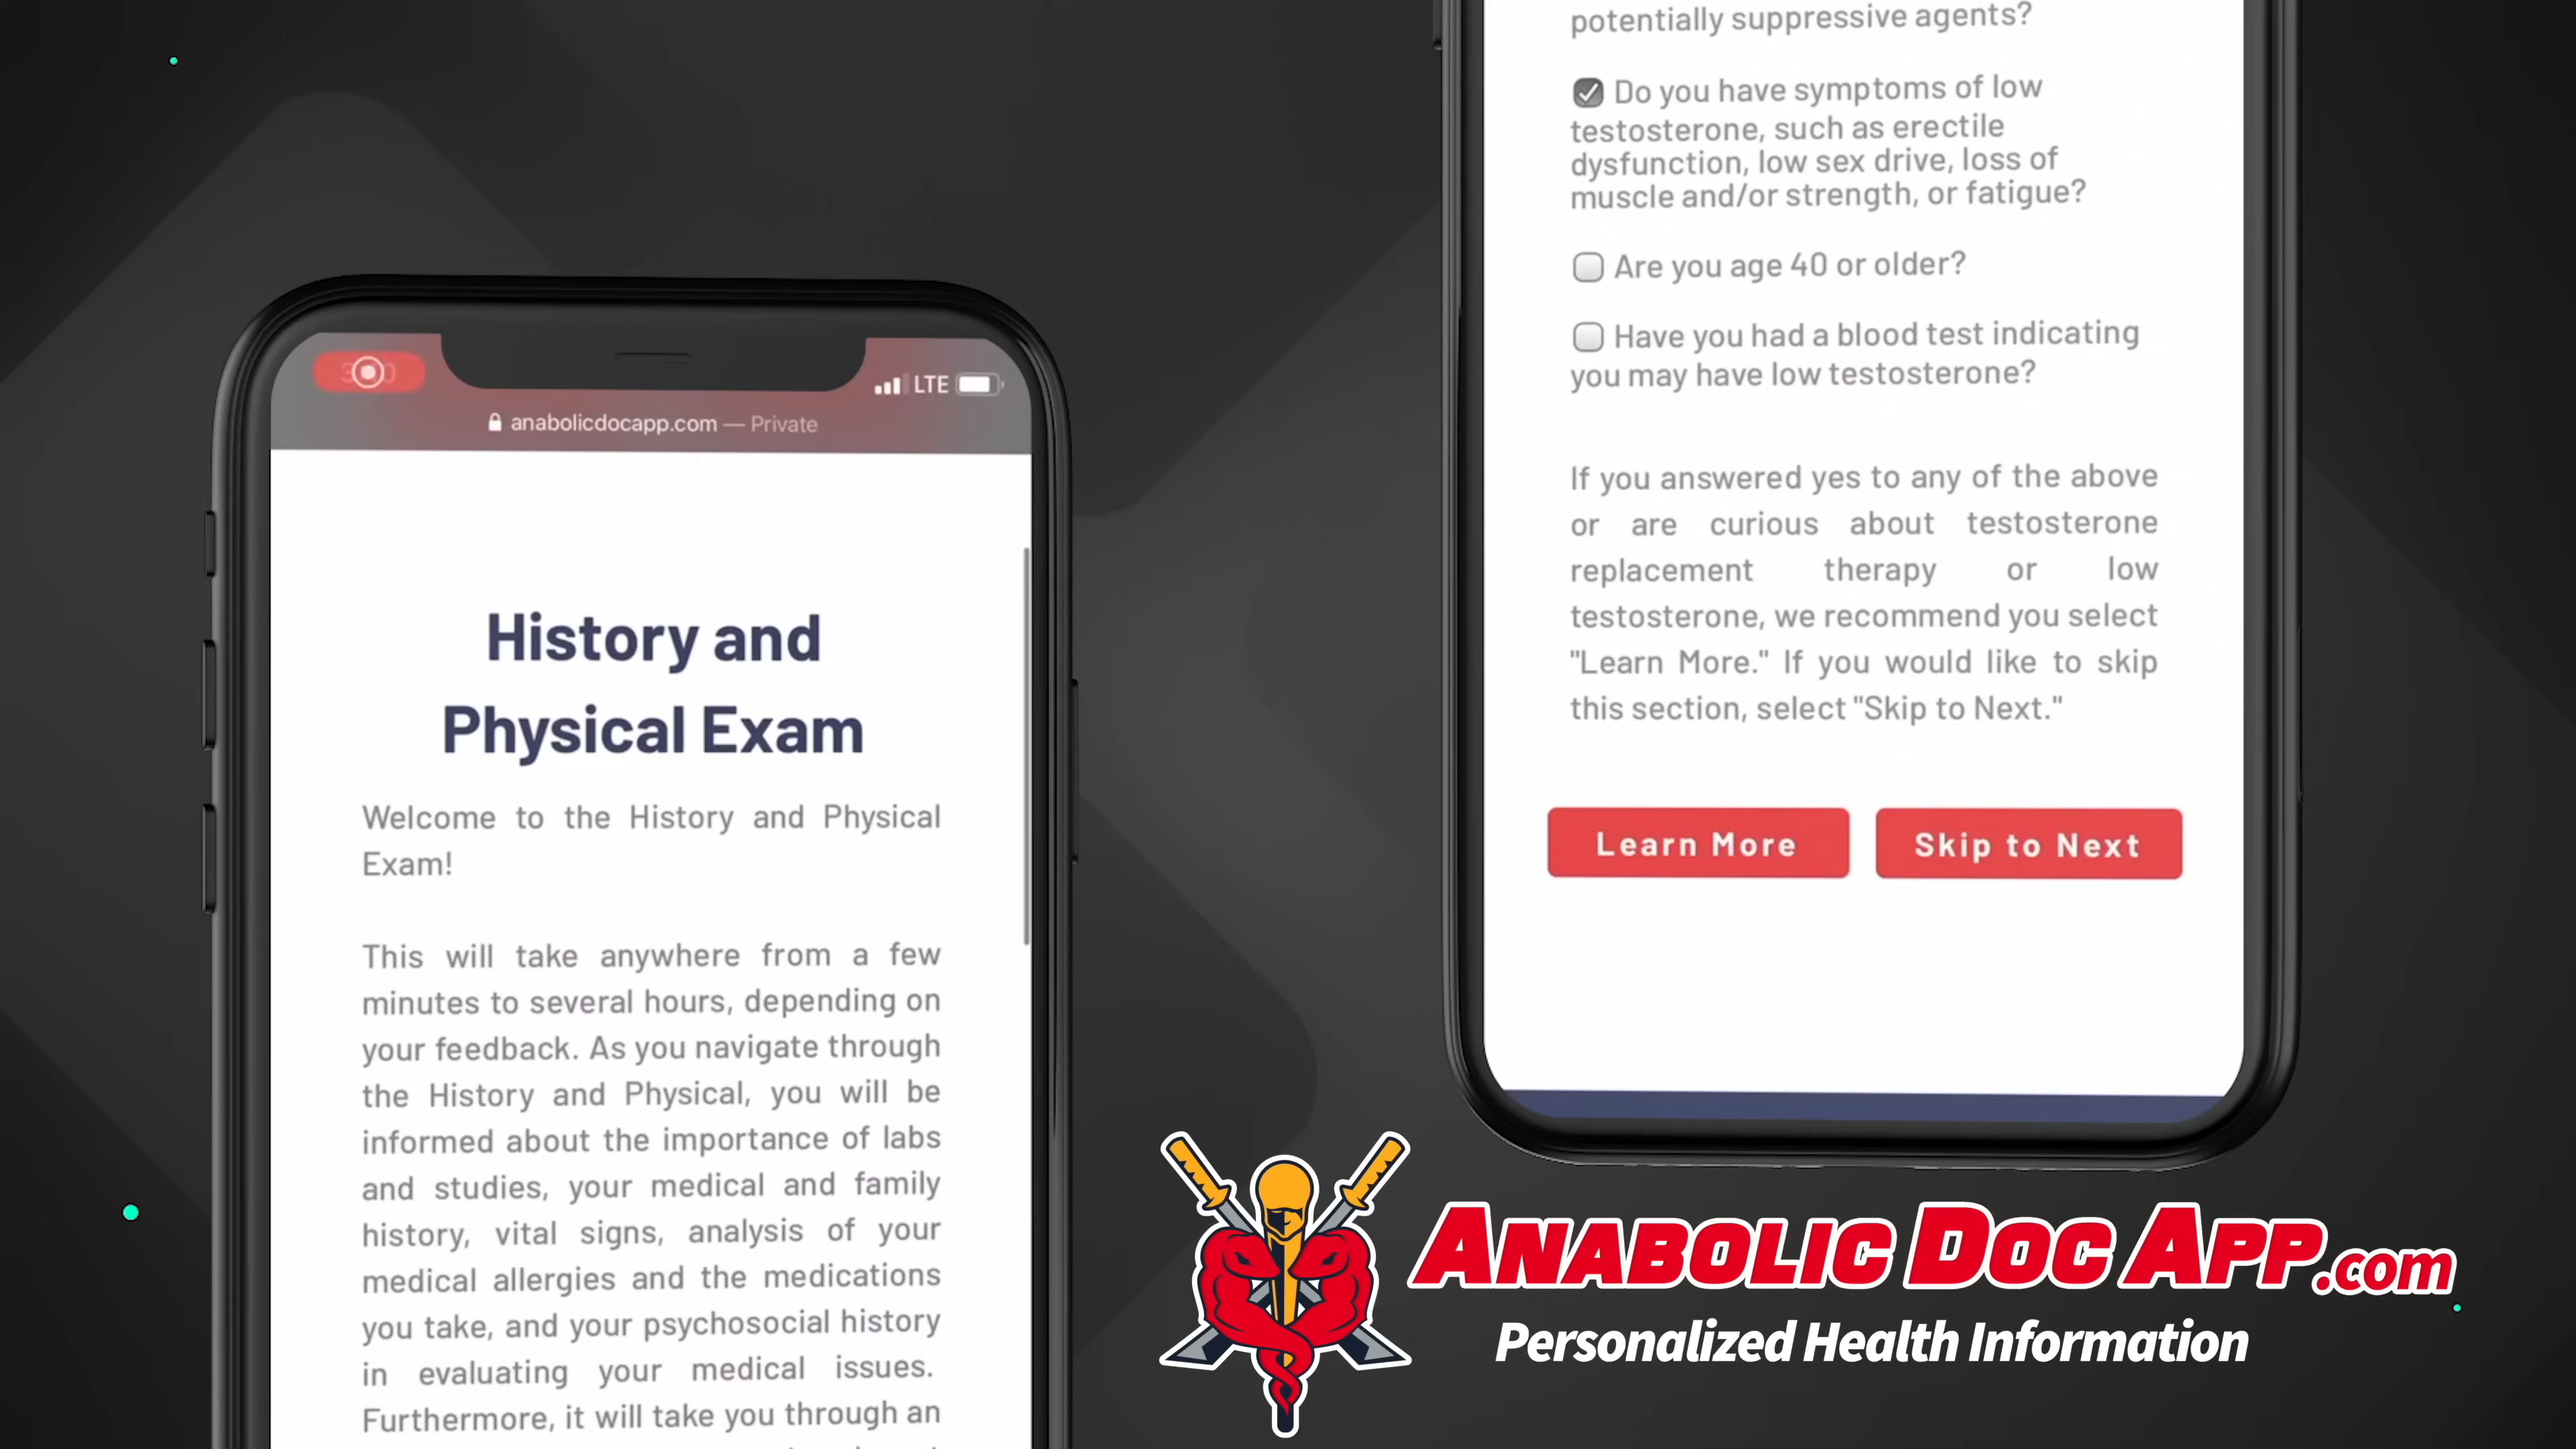 LTE
anabolicdocapp.com — Private
History and
Physical Exam
Welcome to the History and Physical
Exam!
This will take anywhere from a few
minutes to several hours, depending on
your feedback. As you navigate through
the History and Physical, you will be
informed about the importance of labs
and studies, your medical and family
history, vital signs, analysis of your
medical allergies and the medications
you take, and your psychosocial history
in evaluating your medical issues.
Furthermore, it will take you through an
potentially suppressive agents?
Do you have symptoms of low
testosterone, such as erectile
dysfunction, low sex drive, loss of
muscle and/or strength, or fatigue?
Are you age 40 or older?
Have you had a blood test indicating
you may have low testosterone?
If you answered yes to any of the above
or are curious about testosterone
replacement therapy or low
testosterone, we recommend you select
"Learn More." If you would like to skip
this section, select "Skip to Next."
Learn More
Skip to Next
ANABOLIC DOC APP.com
Personalized Health Information